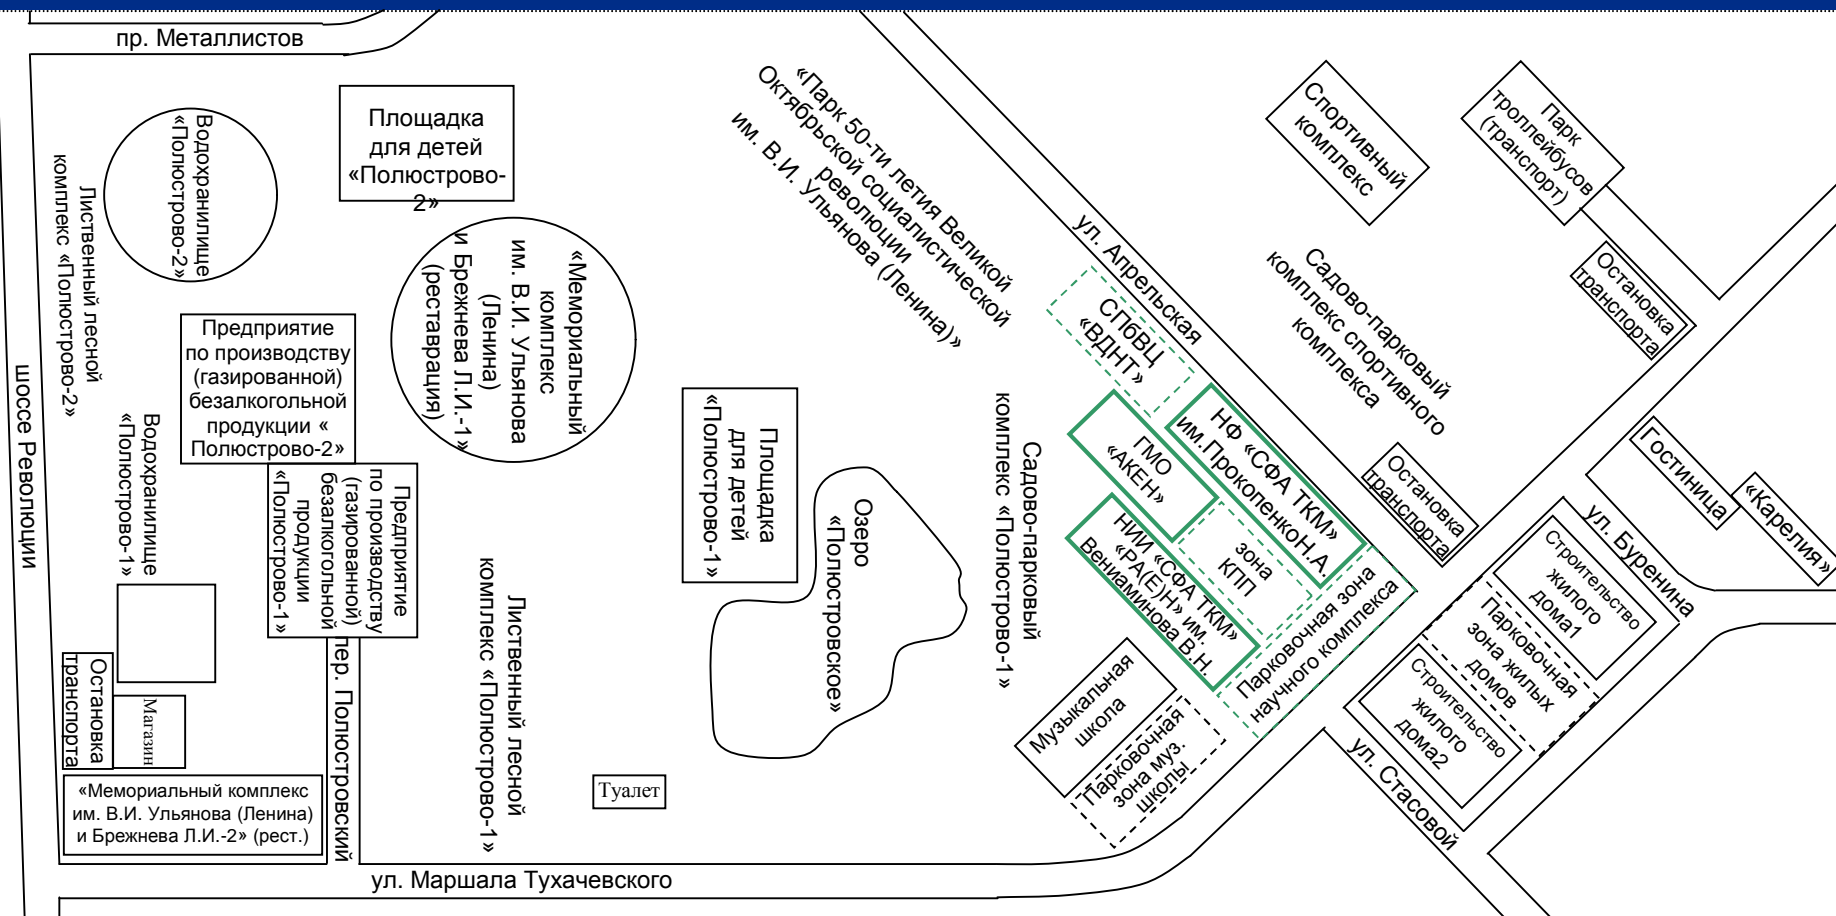 пр. Металлистов
Площадка
для детей
«Полюстрово-
2»
Водохранилище
«Полюстрово-2»
Лиственный лесной
комплекс «Полюстрово-2»
«Мемориальный
комплекс
им. В.И. Ульянова
(Ленина)
и Брежнева Л.И.-1»
(реставрация)
Предприятие
по производству
(газированной)
безалкогольной
продукции «
Полюстрово-2»
шоссе Революции
Водохранилище
«Полюстрово-1»
Предприятие
по производству
(газированной)
безалкогольной
продукции
«Полюстрово-1»
Остановка
транспорта
Магазин
пер. Полюстровский
«Мемориальный комплекс
им. В.И. Ульянова (Ленина)
и Брежнева Л.И.-2» (рест.)
Лиственный лесной
комплекс «Полюстрово-1»
Туалет
Площадка
для детей
«Полюстрово-1»
Озеро
«Полюстровское»
ул. Маршала Тухачевского
«Парк 50-ти летия Великой
Октябрьской социалистической
революции
им. В.И. Ульянова (Ленина)»
Садово-парковый
комплекс «Полюстрово-1»
ул. Апрельская
СПбВЦ
«ВДНТ»
НФ «СФА ТКМ»
им.ПрокопенкоН.А.
ГМО
«АКЕН»
зона
КПП
НИИ «СФА ТКМ»
«РА(Е)Н» им.
Вениаминова В.Н.
Парковочная зона
научного комплекса
Музыкальная
школа
Парковочная
зона муз.
школы
Спортивный
комплекс
Парк
троллейбусов
(транспорт)
Садово-парковый
комплекс спортивного
комплекса
Остановка
транспорта
Остановка
транспорта
Гостиница
«Карелия»
ул. Буренина
Строительство
жилого
дома1
Парковочная
зона жилых
домов
Строительство
жилого
дома2
ул. Стасовой